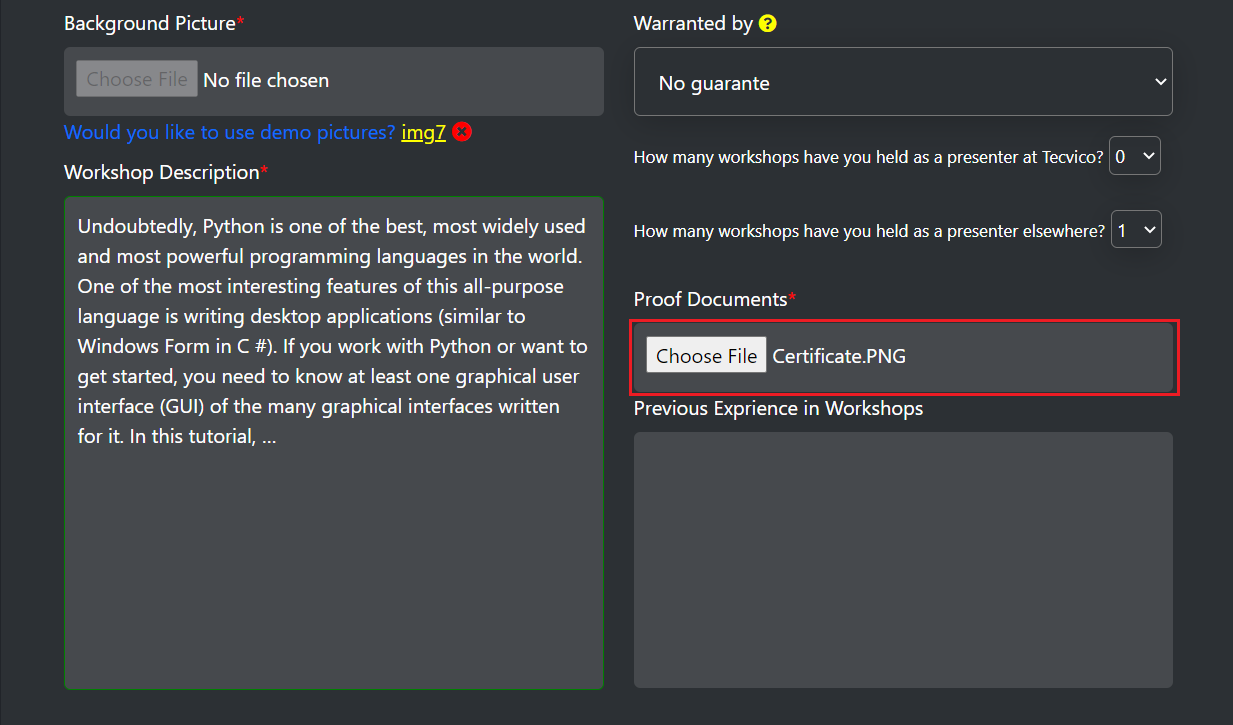 Background Picture*
Choose File No file chosen
Would you like to use demo pictures? img7
Workshop Description*
Undoubtedly, Python is one of the best, most widely used
and most powerful programming languages in the world.
One of the most interesting features of this all-purpose
language is writing desktop applications (similar to
Windows Form in C #). If you work with Python or want to
get started, you need to know at least one graphical user
interface (GUI) of the many graphical interfaces written
for it. In this tutorial, ...
Warranted by ?
No guarante
How many workshops have you held as a presenter at Tecvico? 0
How many workshops have you held as a presenter elsewhere? 1
Proof Documents*
Choose File Certificate.PNG
Previous Exprience in Workshops